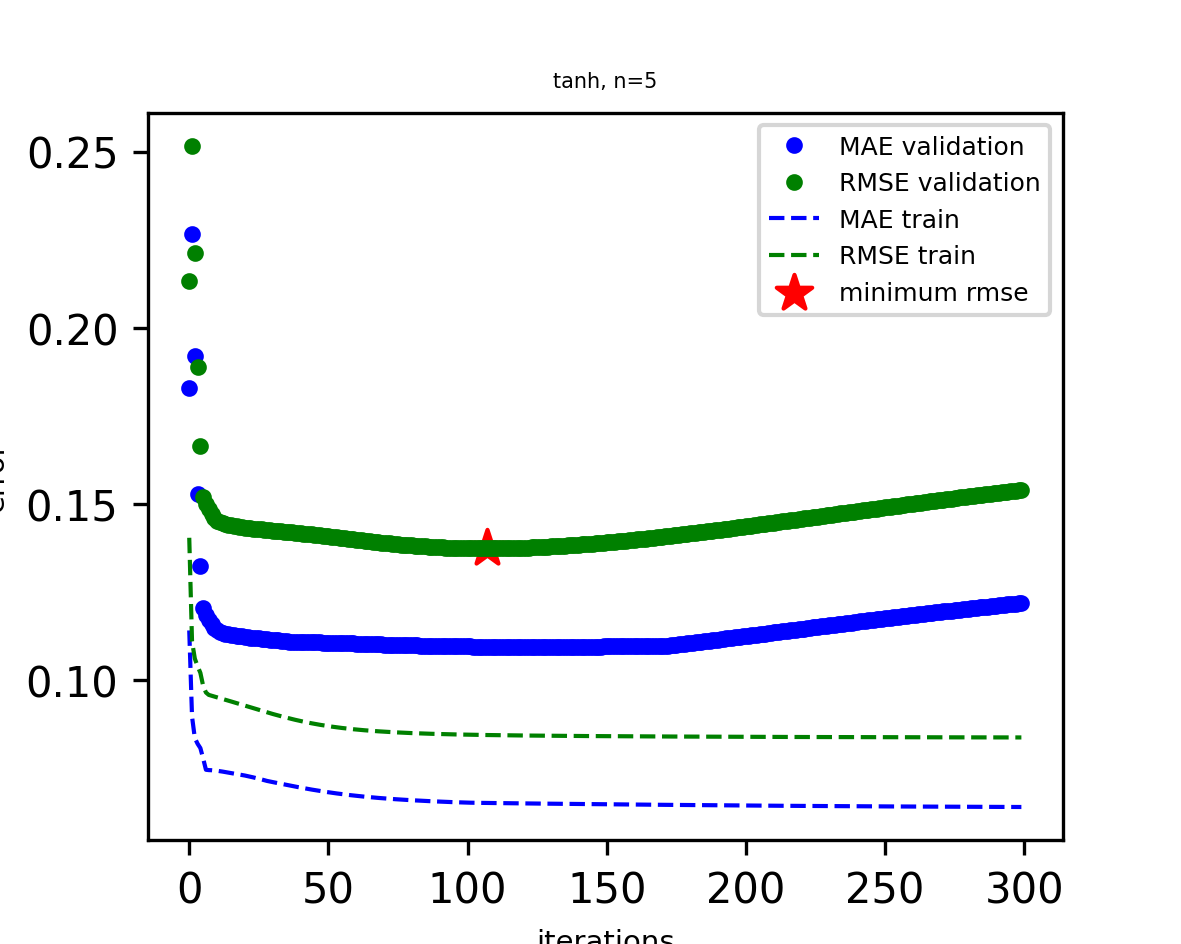 tanh, n=5
0.25
0.20
0.15
0.10
MAE validation
RMSE validation
MAE train
RMSE train
minimum rmse
0 50 100 150 200 250 300
iterations